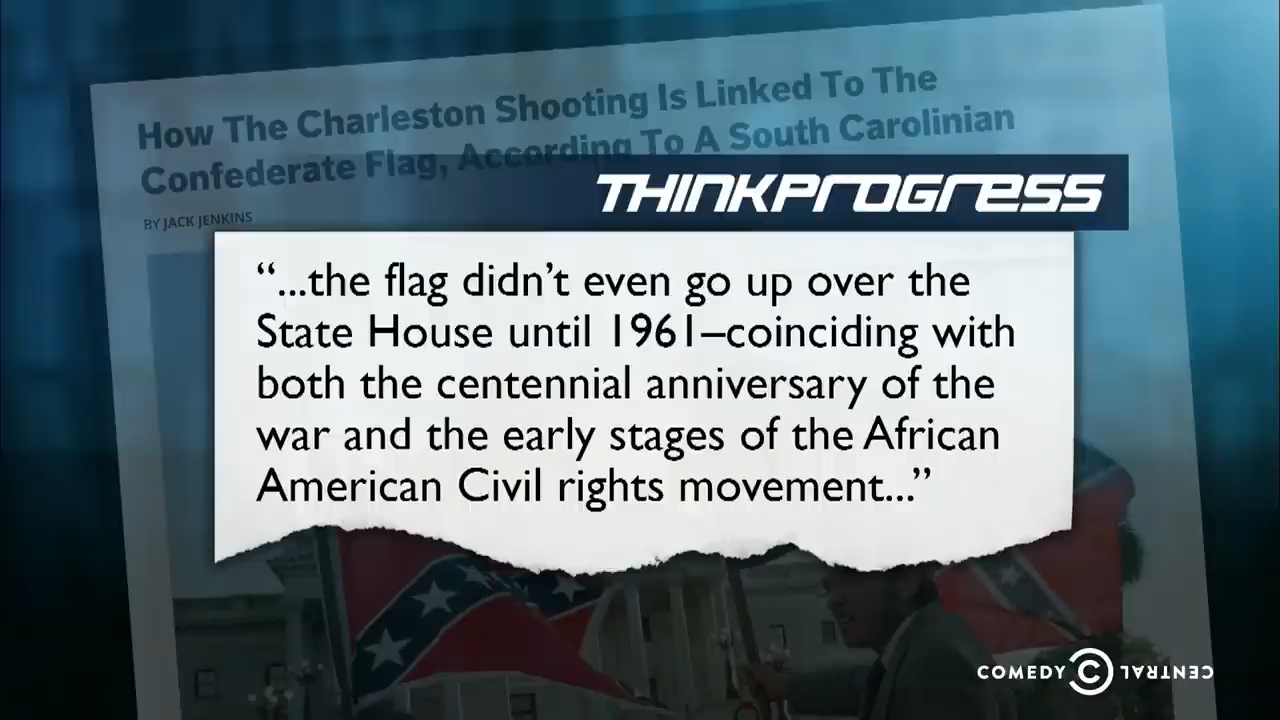 How The Charleston Shooting Is Linked To The
Confederate Flag, According To A South Carolinian
THINKPROGRESS
BY JACK JENKINS
“...the flag didn’t even go up over the
State House until 1961–coinciding with
both the centennial anniversary of the
war and the early stages of the African
American Civil rights movement...”
COMEDY CENTRAL